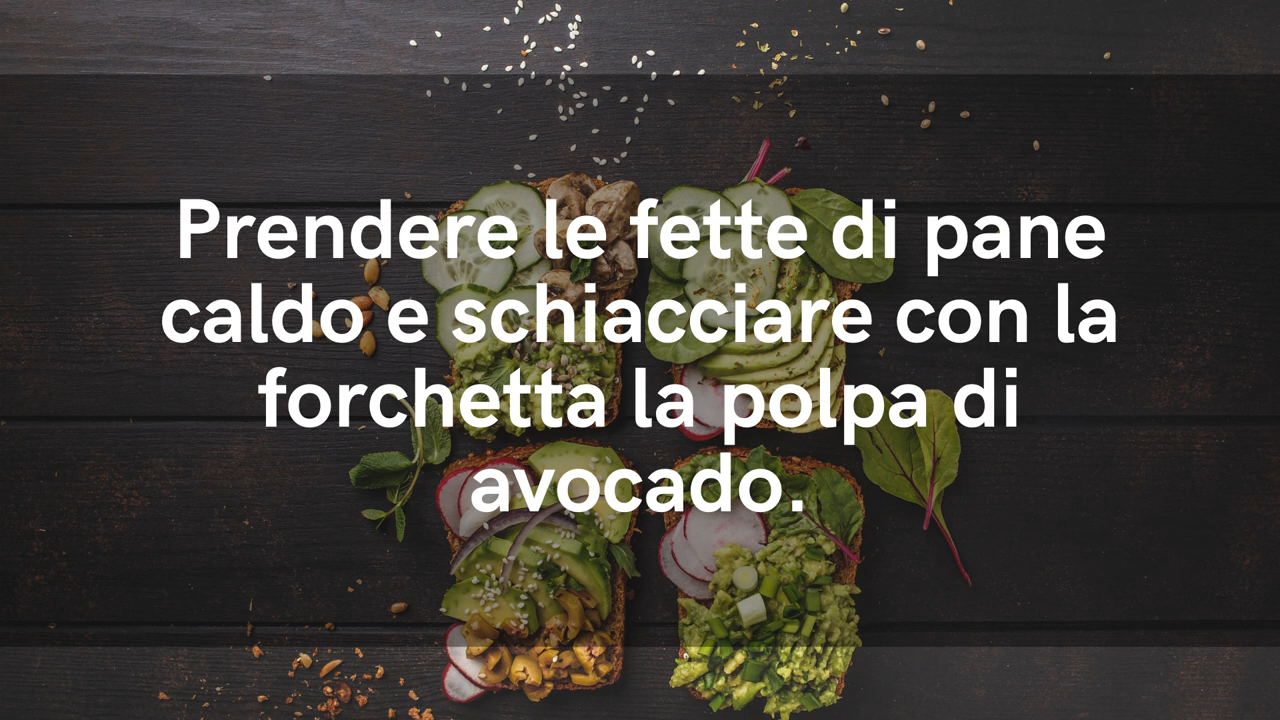 Prendere le fette di pane
caldo e schiacciare con la
forchetta la polpa di
avocado.